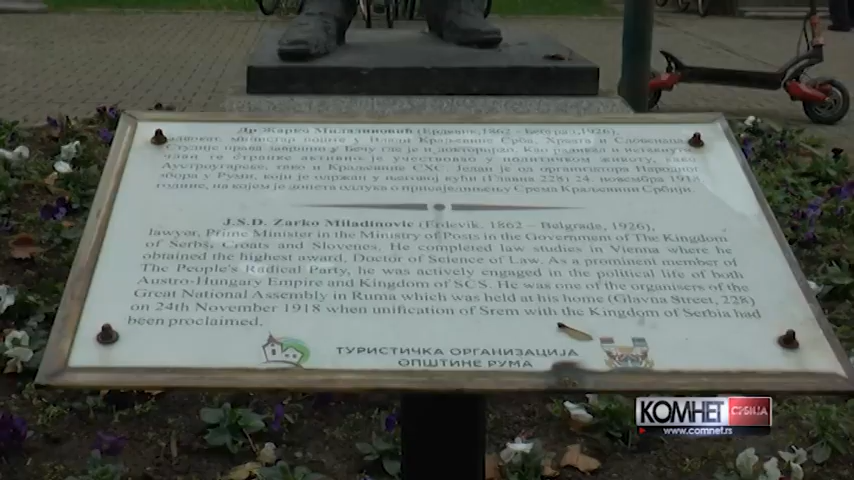 Др Жарко Миладиновић (Ердевик, 1862 – Београд, 1926),
адвокат, министар поште у Влади Краљевине Срба, Хрвата и Словенаца.
Студије права завршио у Бечу где је и докторирао. Као радикал и истакнути
члан те странке активно је учествовао у политичком животу, како
Аустроугарске, тако и Краљевине СХС. Један је од организатора Народног
збора у Руми, који је одржан у његовој кући (Главна 228) 24. новембра 1918.
године, на којем је донета одлука о присаједињењу Срема Краљевини Србији.
J.S.D. Zarko Miladinovic (Erdevik, 1862 – Belgrade, 1926),
lawyer, Prime Minister in the Ministry of Posts in the Government of The Kingdom
of Serbs, Croats and Slovenes. He completed law studies in Vienna where he
obtained the highest award, Doctor of Science of Law. As a prominent member of
The People's Radical Party, he was actively engaged in the political life of both
Austro-Hungary Empire and Kingdom of SCS. He was one of the organisers of the
Great National Assembly in Ruma which was held at his home (Glavna Street, 228)
on 24th November 1918 when unification of Srem with the Kingdom of Serbia had
been proclaimed.
ТУРИСТИЧКА ОРГАНИЗАЦИЈА
ОПШТИНЕ РУМА
КОМНЕТ СРБИЈА
www.comnet.rs